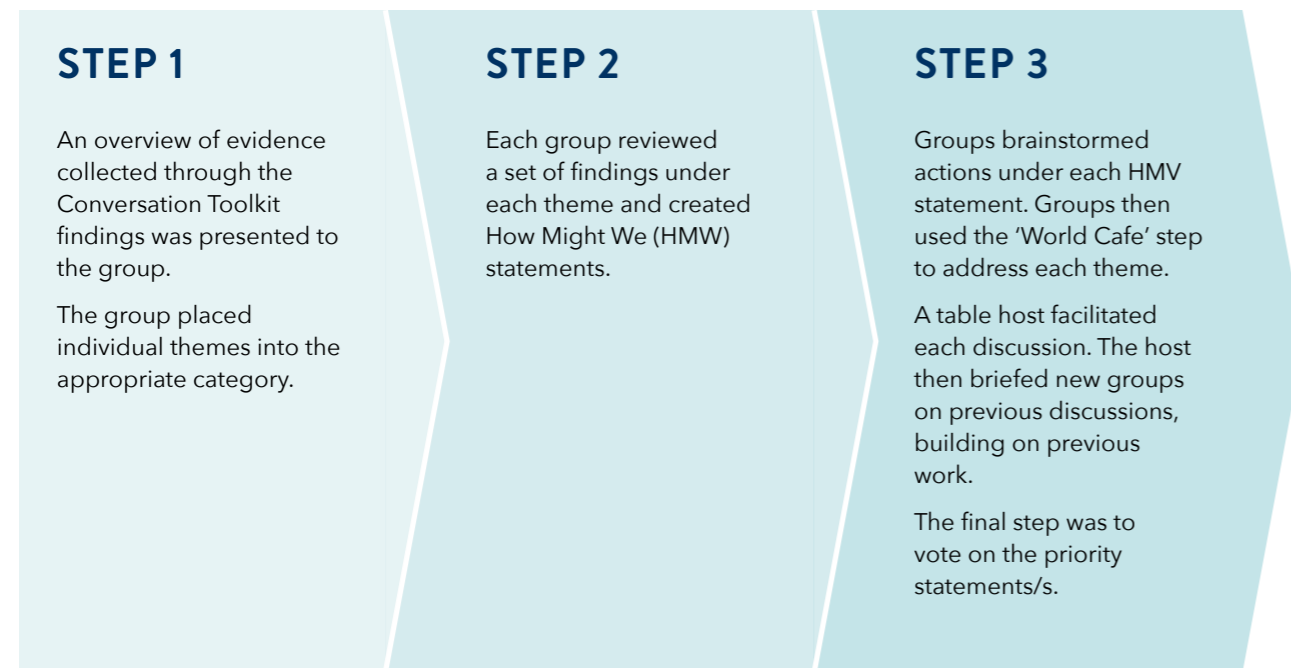 STEP 1
An overview of evidence
collected through the
Conversation Toolkit
findings was presented to
the group.
The group placed
individual themes into the
appropriate category.
STEP 2
Each group reviewed
a set of findings under
each theme and created
How Might We (HMW)
statements.
STEP 3
Groups brainstormed
actions under each HMV
statement. Groups then
used the ‘World Cafe’ step
to address each theme.
A table host facilitated
each discussion. The host
then briefed new groups
on previous discussions,
building on previous
work.
The final step was to
vote on the priority
statements/s.